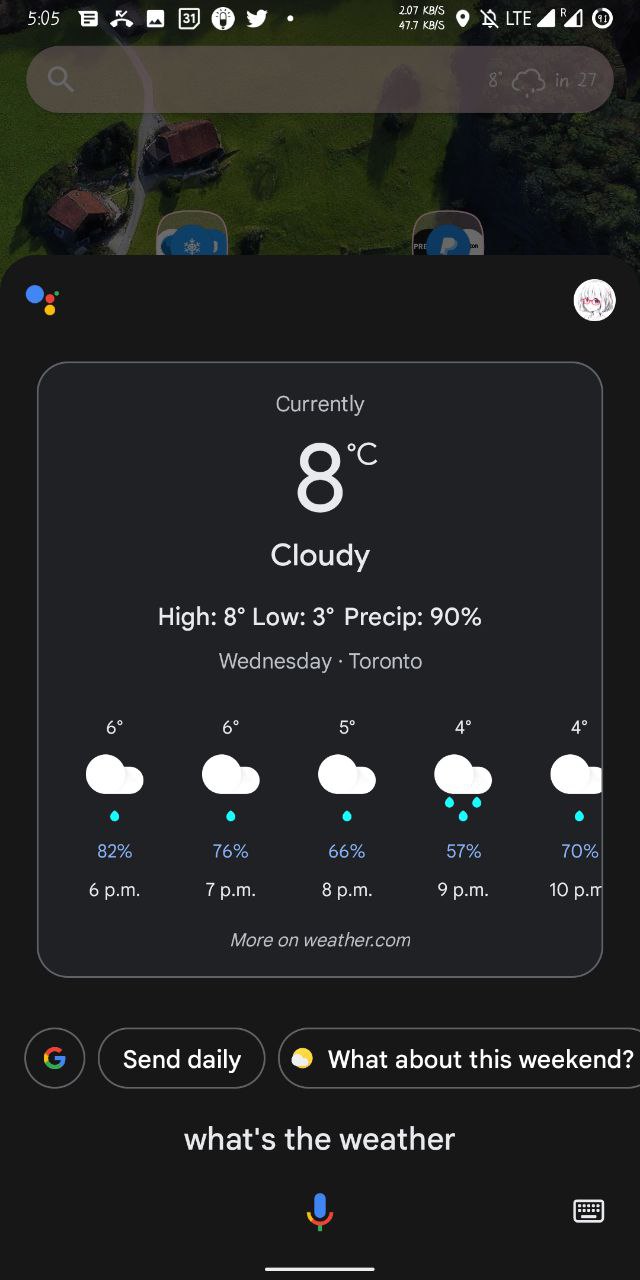 5:05 31 2.07 KB/S 47.7 KB/S LTE R 91
8° in 27
PRE
Currently
8°C
Cloudy
High: 8° Low: 3° Precip: 90%
Wednesday · Toronto
6° 6° 5° 4° 4°
82% 76% 66% 57% 70%
6 p.m. 7 p.m. 8 p.m. 9 p.m. 10 p.m
More on weather.com
Send daily What about this weekend?
what's the weather